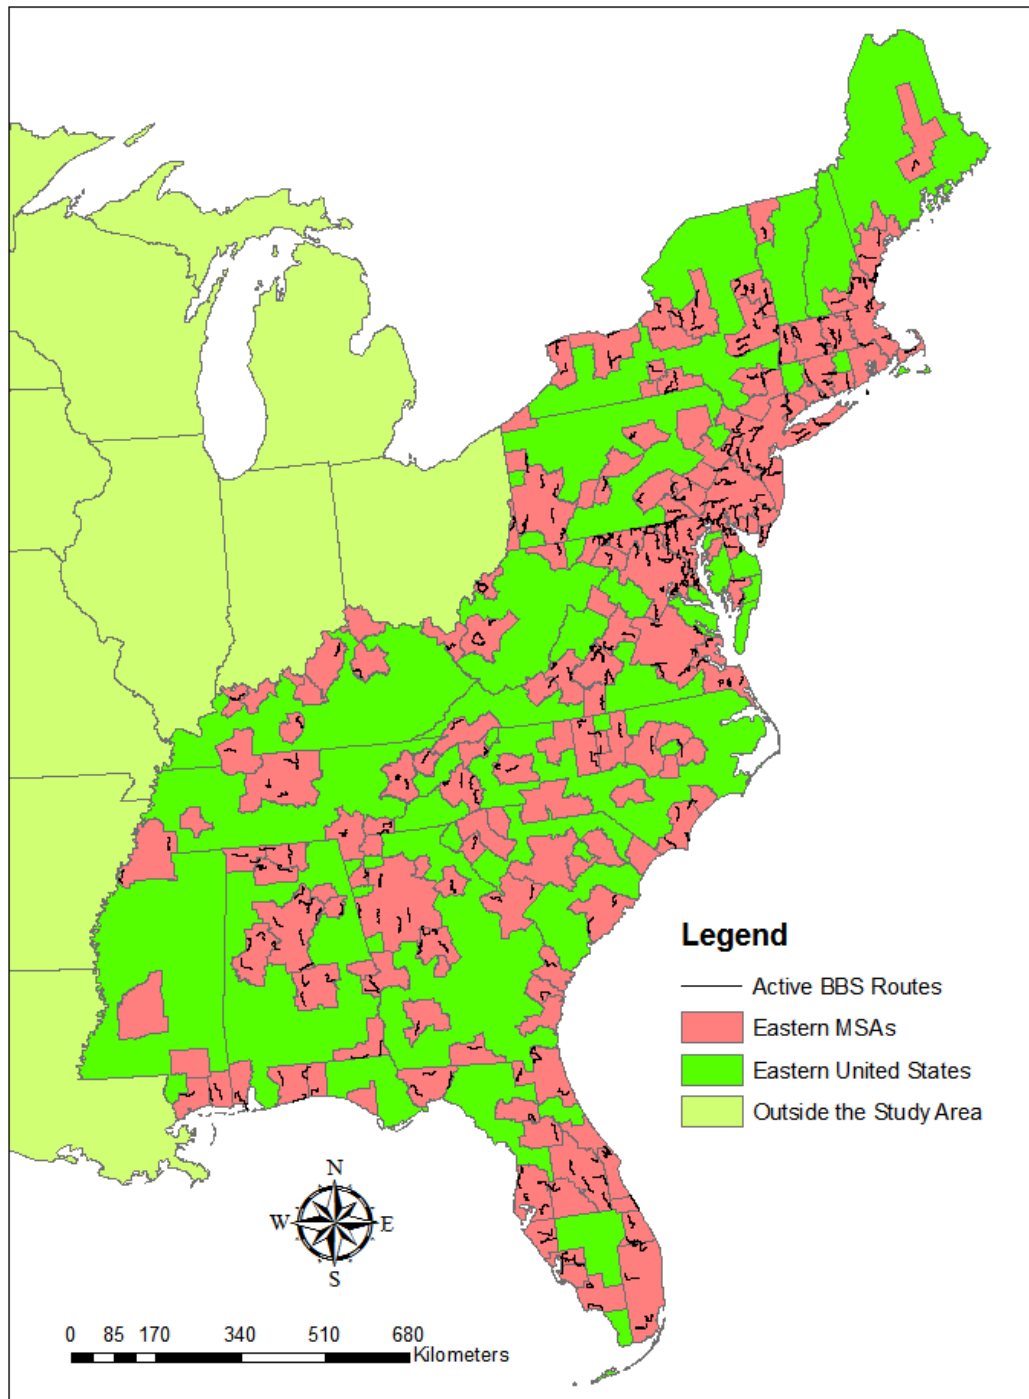 Legend
Active BBS Routes
Eastern MSAs
Eastern United States
Outside the Study Area
N
W E
S
0 85 170 340 510 680
Kilometers